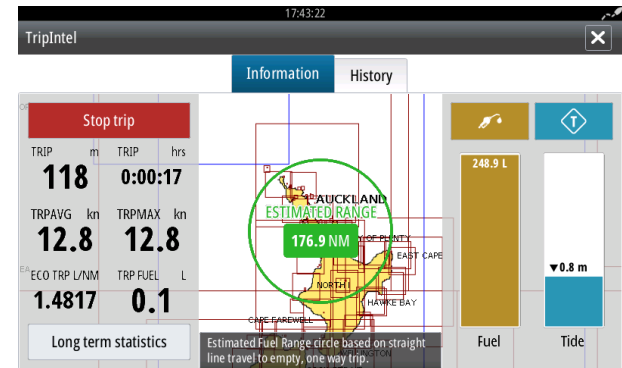 17:43:22
TripIntel
Information
History
Stop trip
TRIP m
118
TRIP hrs
0:00:17
TRPAVG kn
12.8
TRPMAX kn
12.8
ECO TRP L/NM
1.4817
TRP FUEL L
0.1
Long term statistics
AUCKLAND
ESTIMATED RANGE
176.9 NM
Y OF PLENTY
EAST CAPE
NORTH I
HAWKE BAY
CAPE FAREWELL
Estimated Fuel Range circle based on straight
line travel to empty, one way trip.
248.9 L
Fuel
T
▼0.8 m
Tide